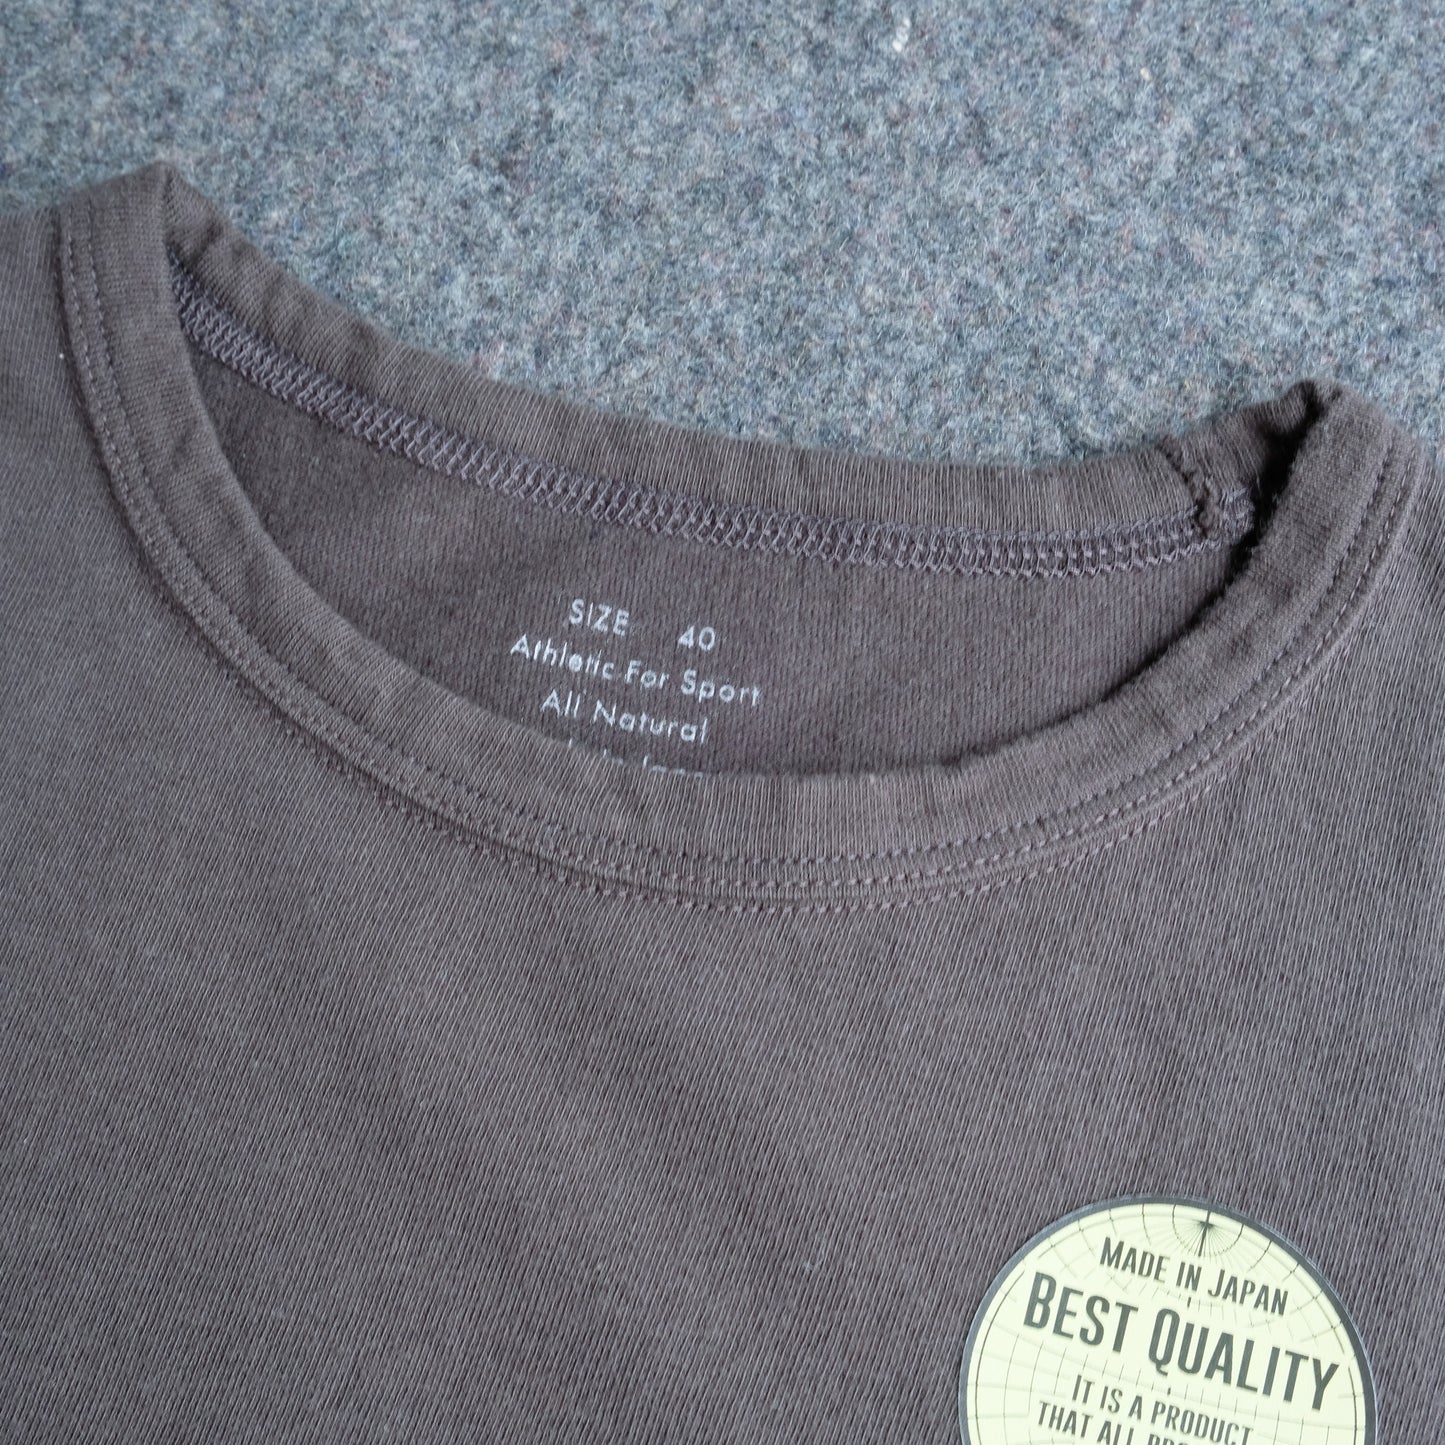 SIZE 40
Athletic For Sport
All Natural
MADE IN JAPAN
BEST QUALITY
IT IS A PRODUCT
THAT ALL